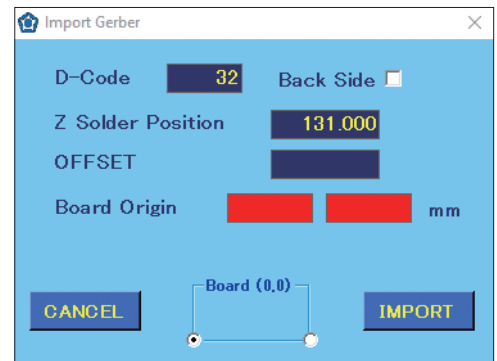 Import Gerber
D-Code 32 Back Side
Z Solder Position 131.000
OFFSET
Board Origin mm
Board (0,0)
CANCEL IMPORT